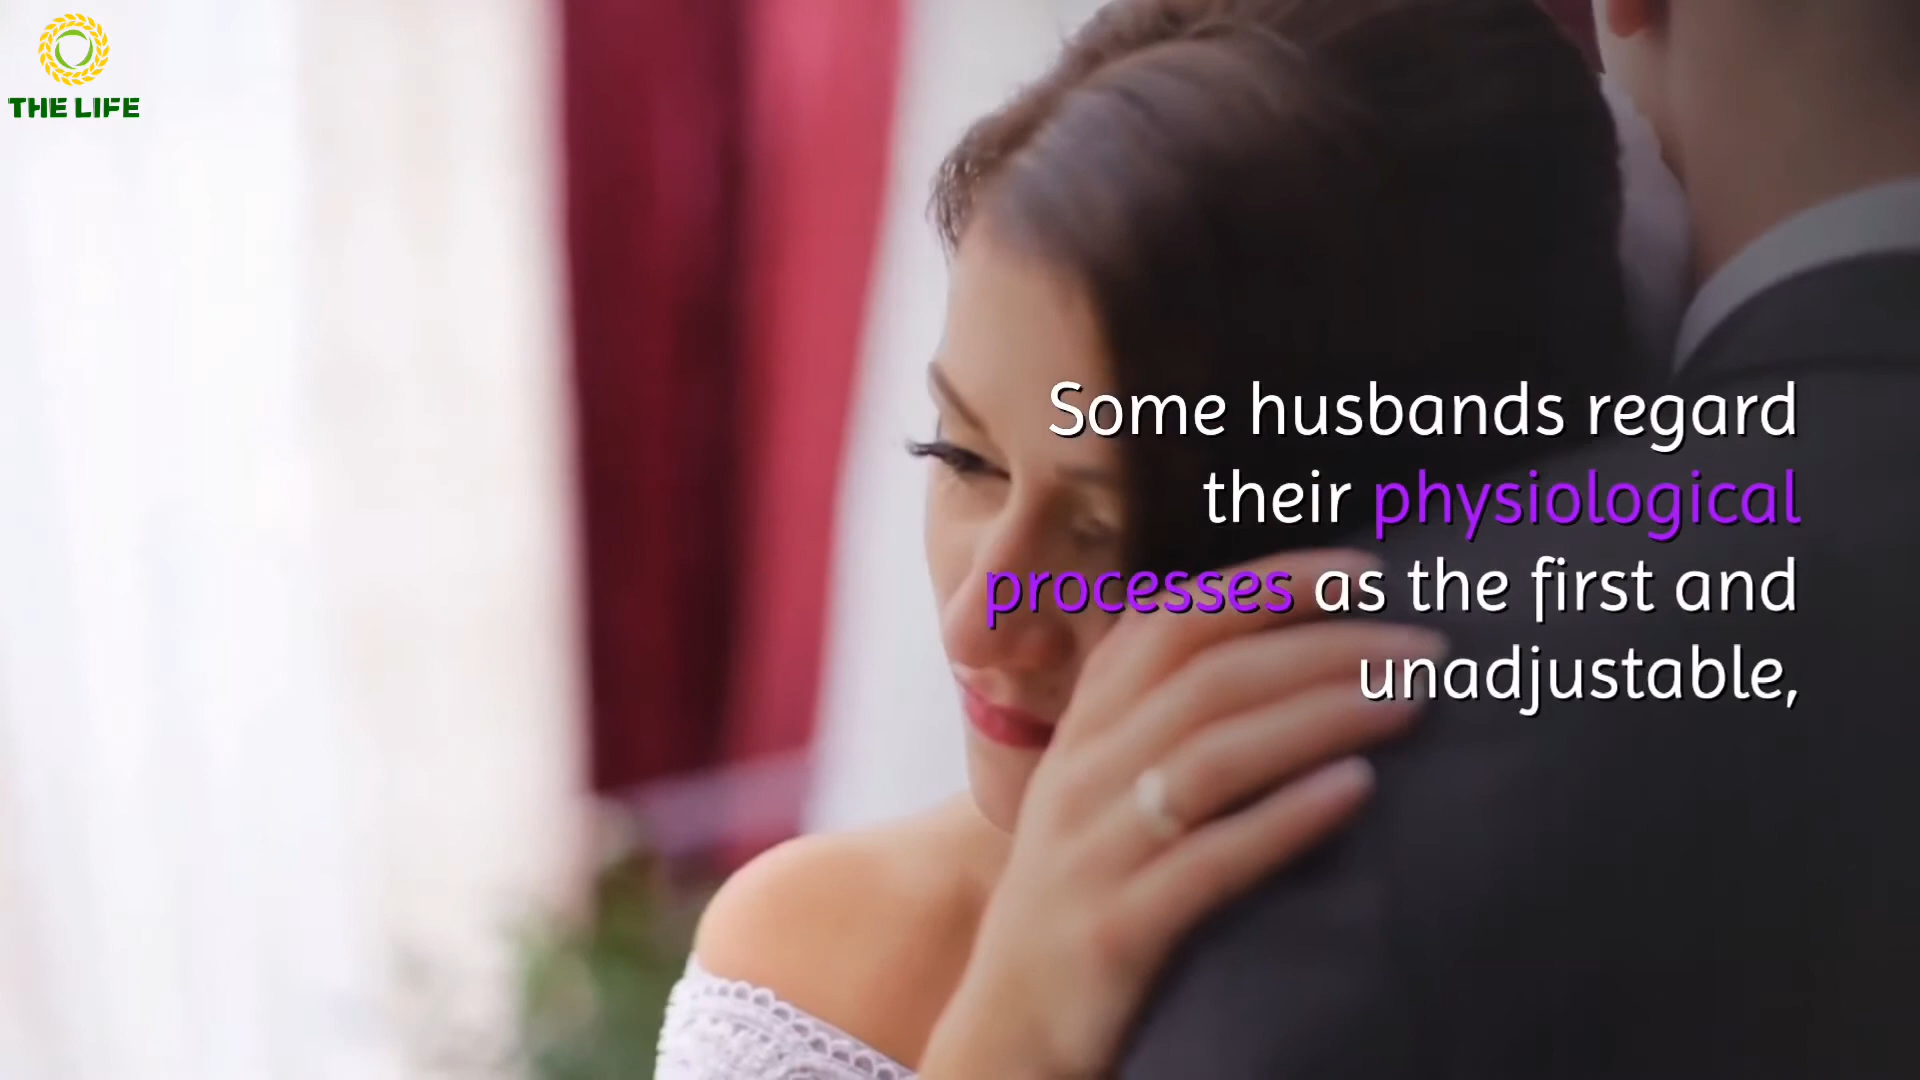 THE LIFE
Some husbands regard
their physiological
processes as the first and
unadjustable,